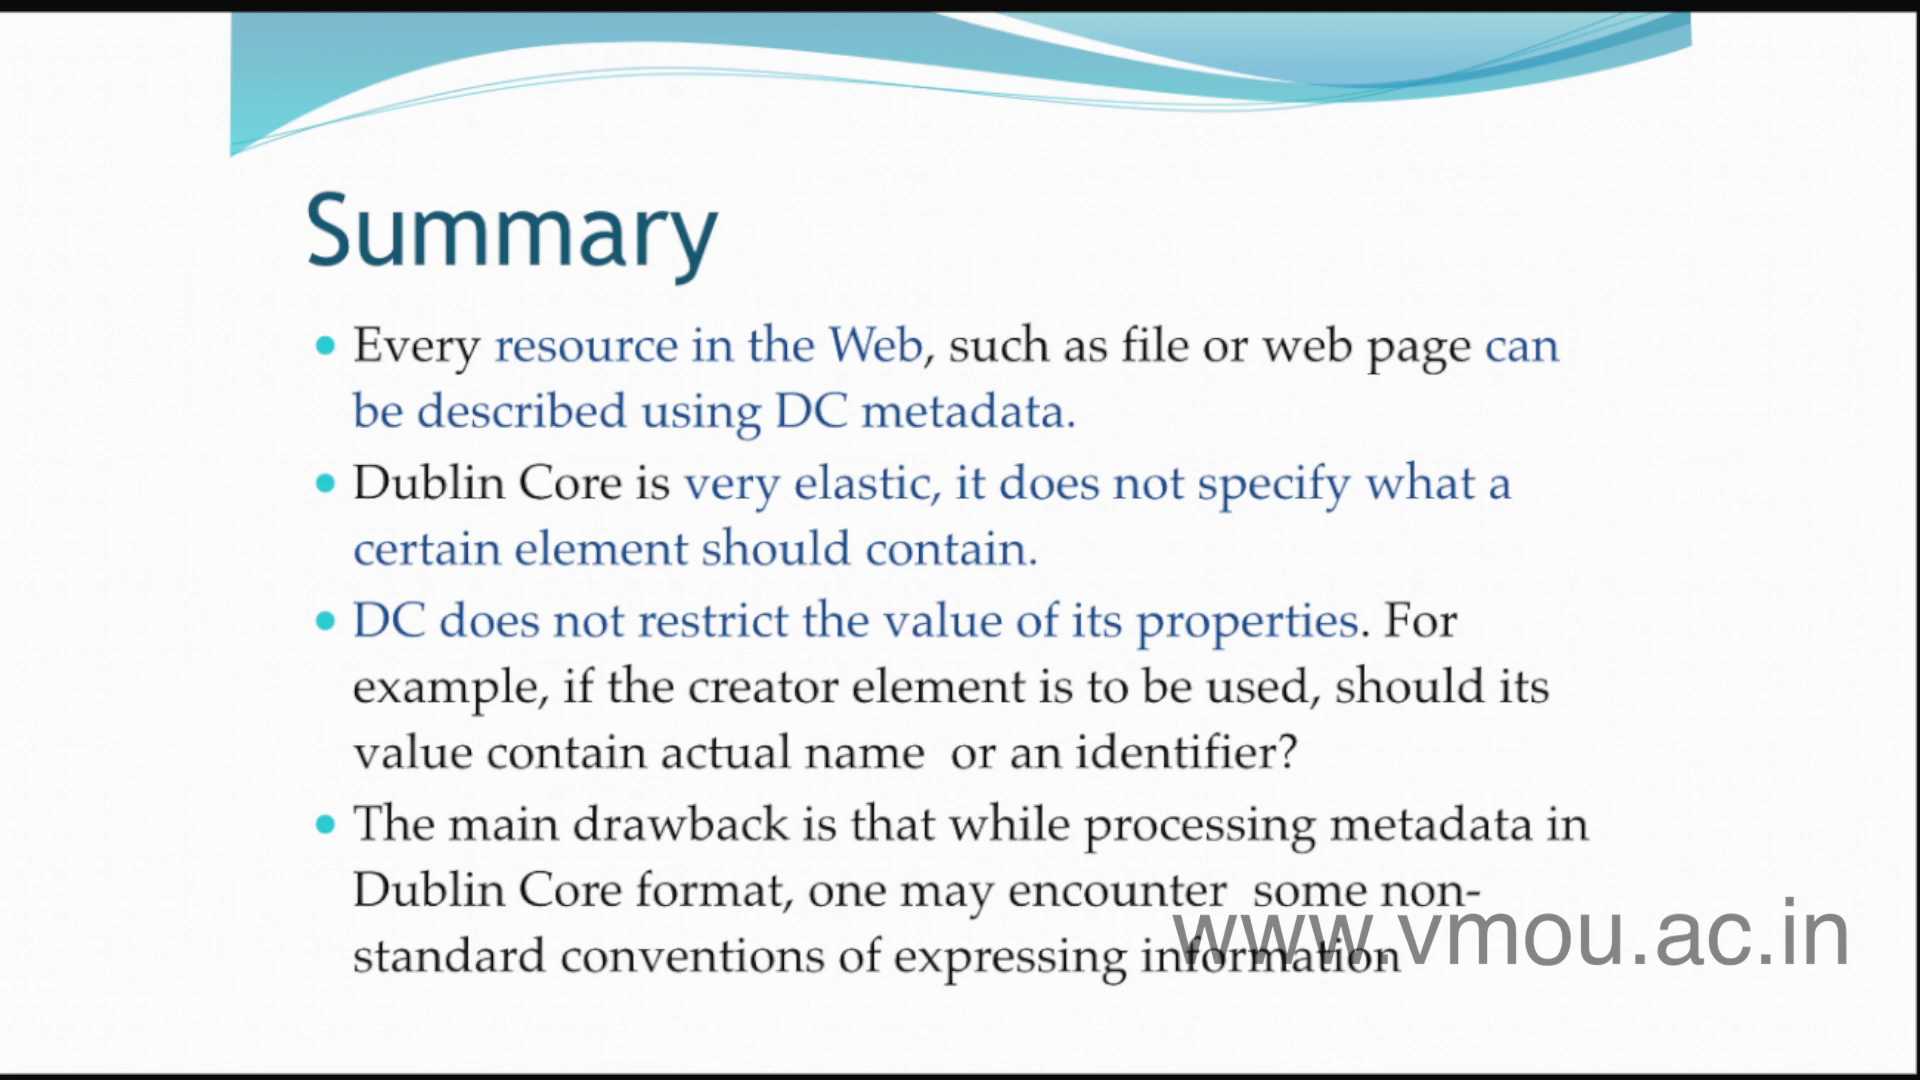 Summary
• Every resource in the Web, such as file or web page can
be described using DC metadata.
• Dublin Core is very elastic, it does not specify what a
certain element should contain.
• DC does not restrict the value of its properties. For
example, if the creator element is to be used, should its
value contain actual name  or an identifier?
• The main drawback is that while processing metadata in
Dublin Core format, one may encounter  some non-
standard conventions of expressing information
www.vmou.ac.in